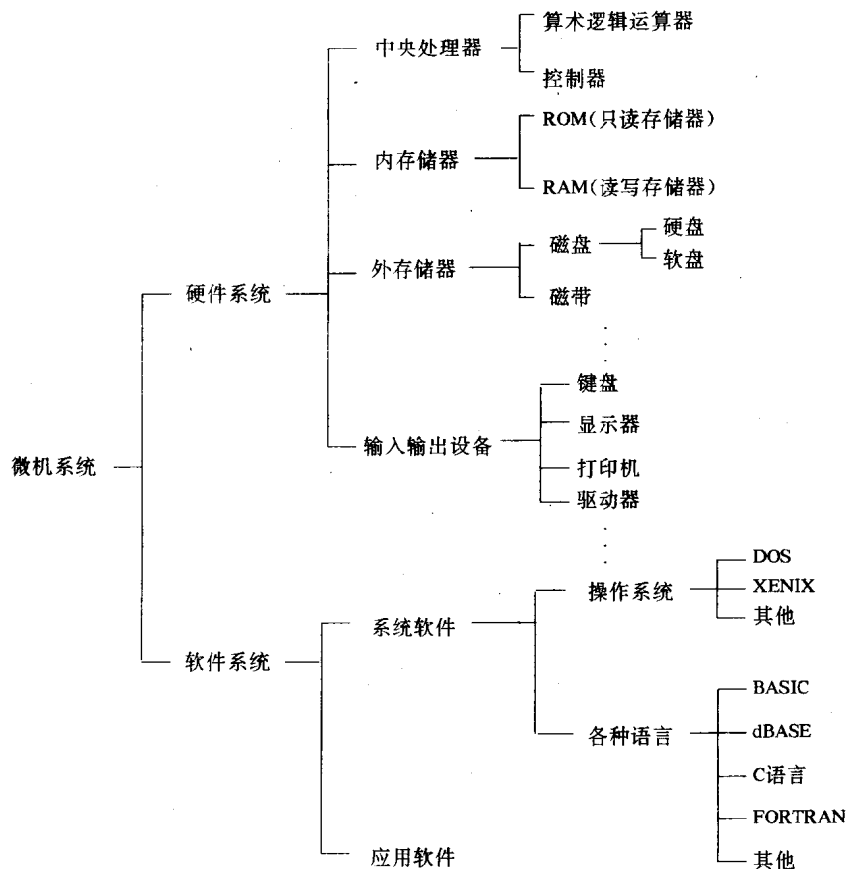 算术逻辑运算器
中央处理器
控制器
ROM(只读存储器)
内存储器
RAM(读写存储器)
硬盘
磁盘
软盘
外存储器
磁带
硬件系统
键盘
显示器
输入输出设备
打印机
驱动器
微机系统
DOS
操作系统
XENIX
其他
系统软件
软件系统
BASIC
各种语言
dBASE
C语言
FORTRAN
应用软件
其他